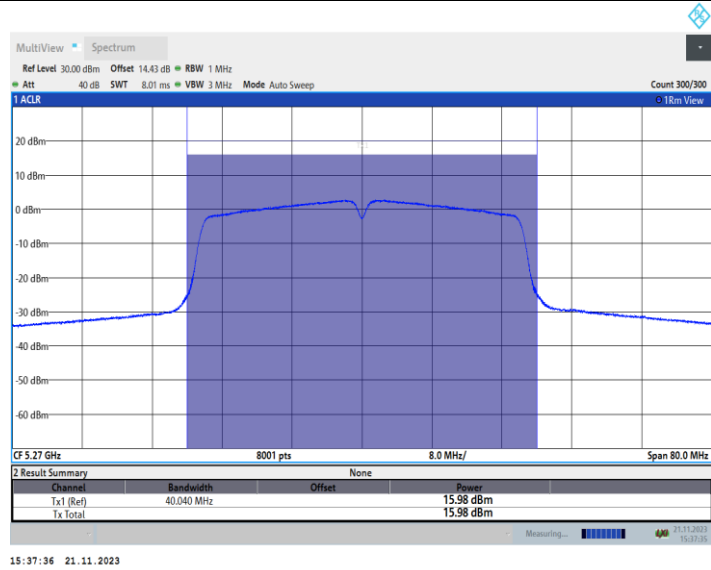 R&S
MultiView Spectrum
Ref Level 30.00 dBm Offset 14.43 dB RBW 1 MHz
Att 40 dB SWT 8.01 ms VBW 3 MHz Mode Auto Sweep Count 300/300
1 ACLR 1Rm View
20 dBm
10 dBm
0 dBm
-10 dBm
-20 dBm
-30 dBm
-40 dBm
-50 dBm
-60 dBm
CF 5.27 GHz 8001 pts 8.0 MHz/ Span 80.0 MHz
2 Result Summary None
Channel Bandwidth Offset Power
Tx1 (Ref) 40.040 MHz 15.98 dBm
Tx Total 15.98 dBm
Measuring... 21.11.2023
15:37:35
15:37:36 21.11.2023